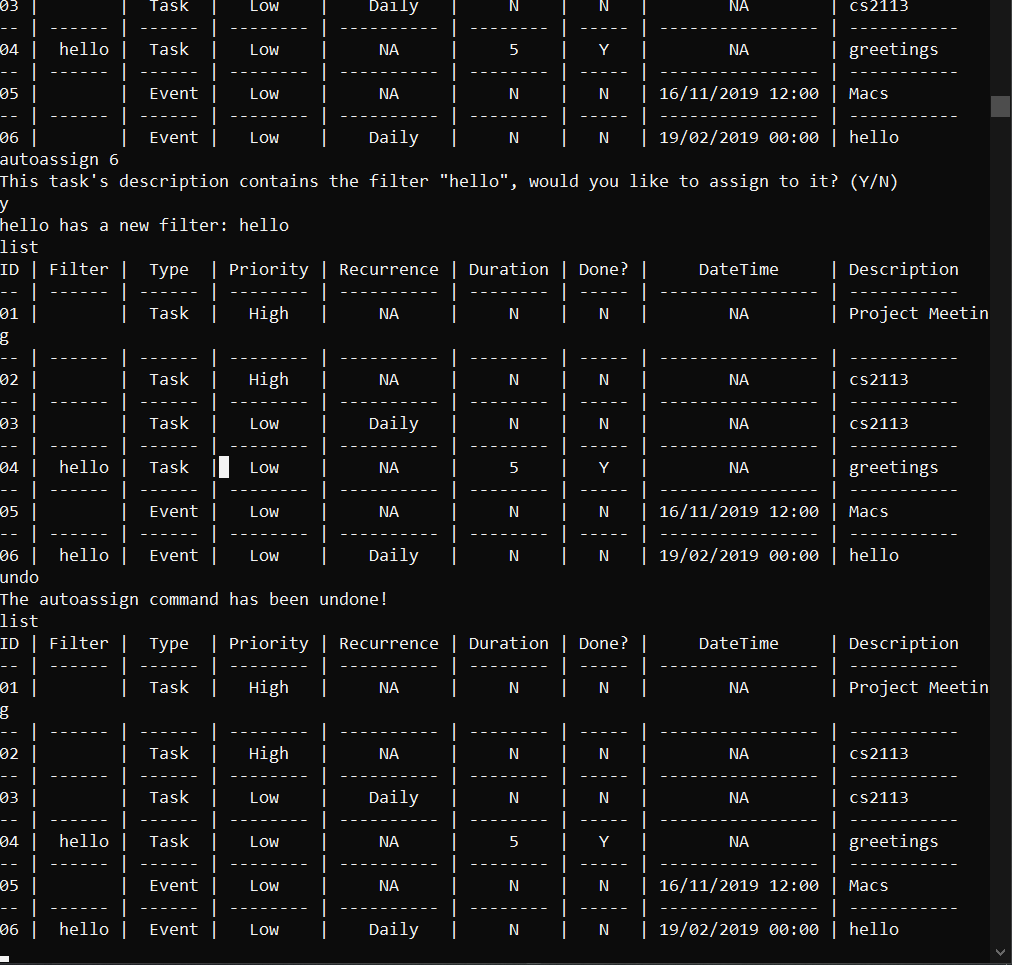 03 |         |  Task  |   Low    |    Daily   |    N     |   N   |        NA        | cs2113
-- | ------ | ------ | -------- | ---------- | -------- | ----- | ---------------- | -----------
04 |  hello |  Task  |   Low    |     NA     |    5     |   Y   |        NA        | greetings
-- | ------ | ------ | -------- | ---------- | -------- | ----- | ---------------- | -----------
05 |        |  Event |   Low    |     NA     |    N     |   N   | 16/11/2019 12:00 | Macs
-- | ------ | ------ | -------- | ---------- | -------- | ----- | ---------------- | -----------
06 |        |  Event |   Low    |    Daily   |    N     |   N   | 19/02/2019 00:00 | hello
autoassign 6
This task's description contains the filter "hello", would you like to assign to it? (Y/N)
y
hello has a new filter: hello
list
ID | Filter |  Type  | Priority | Recurrence | Duration | Done? |     DateTime     | Description
-- | ------ | ------ | -------- | ---------- | -------- | ----- | ---------------- | -----------
01 |        |  Task  |   High   |     NA     |    N     |   N   |        NA        | Project Meetin
g
-- | ------ | ------ | -------- | ---------- | -------- | ----- | ---------------- | -----------
02 |        |  Task  |   High   |     NA     |    N     |   N   |        NA        | cs2113
-- | ------ | ------ | -------- | ---------- | -------- | ----- | ---------------- | -----------
03 |        |  Task  |   Low    |    Daily   |    N     |   N   |        NA        | cs2113
-- | ------ | ------ | -------- | ---------- | -------- | ----- | ---------------- | -----------
04 |  hello |  Task  |   Low    |     NA     |    5     |   Y   |        NA        | greetings
-- | ------ | ------ | -------- | ---------- | -------- | ----- | ---------------- | -----------
05 |        |  Event |   Low    |     NA     |    N     |   N   | 16/11/2019 12:00 | Macs
-- | ------ | ------ | -------- | ---------- | -------- | ----- | ---------------- | -----------
06 |  hello |  Event |   Low    |    Daily   |    N     |   N   | 19/02/2019 00:00 | hello
undo
The autoassign command has been undone!
list
ID | Filter |  Type  | Priority | Recurrence | Duration | Done? |     DateTime     | Description
-- | ------ | ------ | -------- | ---------- | -------- | ----- | ---------------- | -----------
01 |        |  Task  |   High   |     NA     |    N     |   N   |        NA        | Project Meetin
g
-- | ------ | ------ | -------- | ---------- | -------- | ----- | ---------------- | -----------
02 |        |  Task  |   High   |     NA     |    N     |   N   |        NA        | cs2113
-- | ------ | ------ | -------- | ---------- | -------- | ----- | ---------------- | -----------
03 |        |  Task  |   Low    |    Daily   |    N     |   N   |        NA        | cs2113
-- | ------ | ------ | -------- | ---------- | -------- | ----- | ---------------- | -----------
04 |  hello |  Task  |   Low    |     NA     |    5     |   Y   |        NA        | greetings
-- | ------ | ------ | -------- | ---------- | -------- | ----- | ---------------- | -----------
05 |        |  Event |   Low    |     NA     |    N     |   N   | 16/11/2019 12:00 | Macs
-- | ------ | ------ | -------- | ---------- | -------- | ----- | ---------------- | -----------
06 |  hello |  Event |   Low    |    Daily   |    N     |   N   | 19/02/2019 00:00 | hello